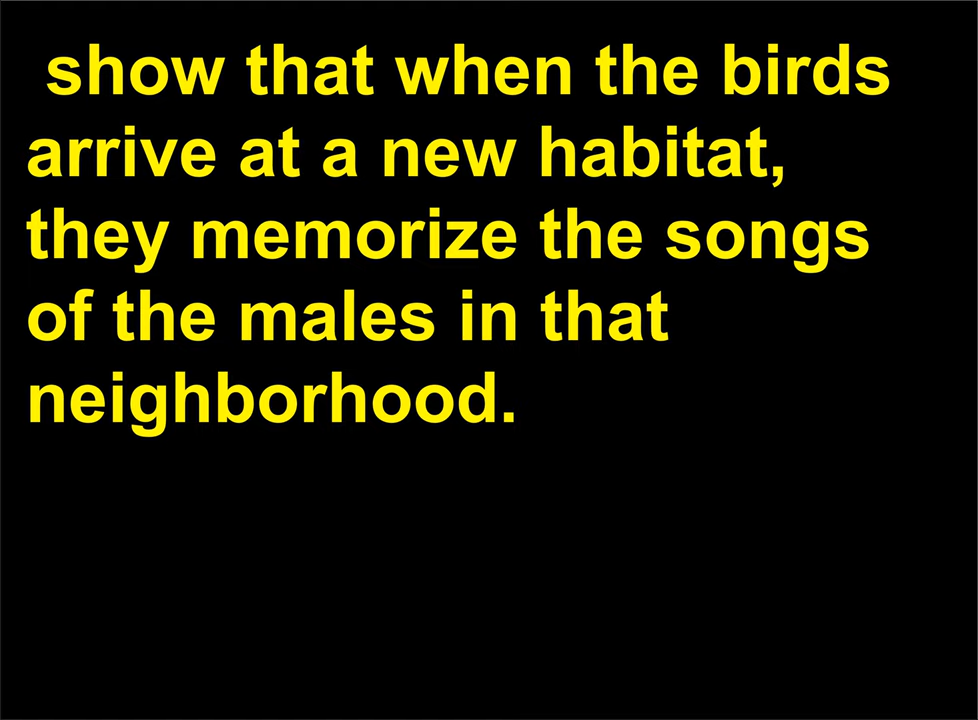 show that when the birds
arrive at a new habitat,
they memorize the songs
of the males in that
neighborhood.